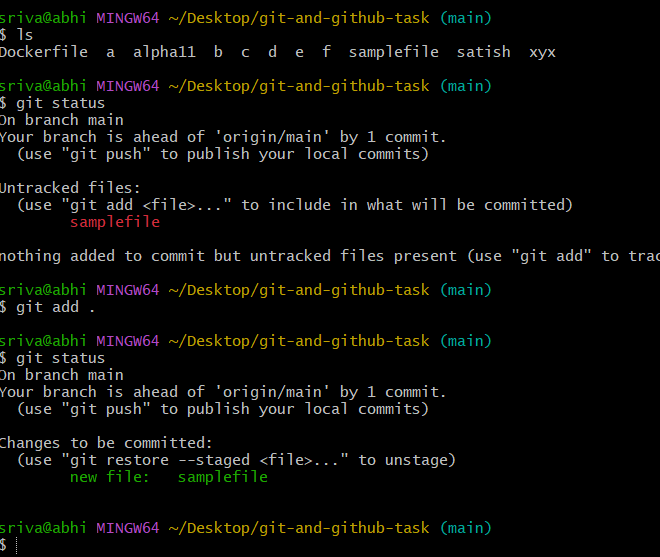 sriva@abhi MINGW64 ~/Desktop/git-and-github-task (main)
$ ls
Dockerfile  a  alpha11  b  c  d  e  f  samplefile  satish  xyx

sriva@abhi MINGW64 ~/Desktop/git-and-github-task (main)
$ git status
On branch main
Your branch is ahead of 'origin/main' by 1 commit.
  (use "git push" to publish your local commits)

Untracked files:
  (use "git add <file>..." to include in what will be committed)
        samplefile

nothing added to commit but untracked files present (use "git add" to trac

sriva@abhi MINGW64 ~/Desktop/git-and-github-task (main)
$ git add .

sriva@abhi MINGW64 ~/Desktop/git-and-github-task (main)
$ git status
On branch main
Your branch is ahead of 'origin/main' by 1 commit.
  (use "git push" to publish your local commits)

Changes to be committed:
  (use "git restore --staged <file>..." to unstage)
        new file:   samplefile


sriva@abhi MINGW64 ~/Desktop/git-and-github-task (main)
$